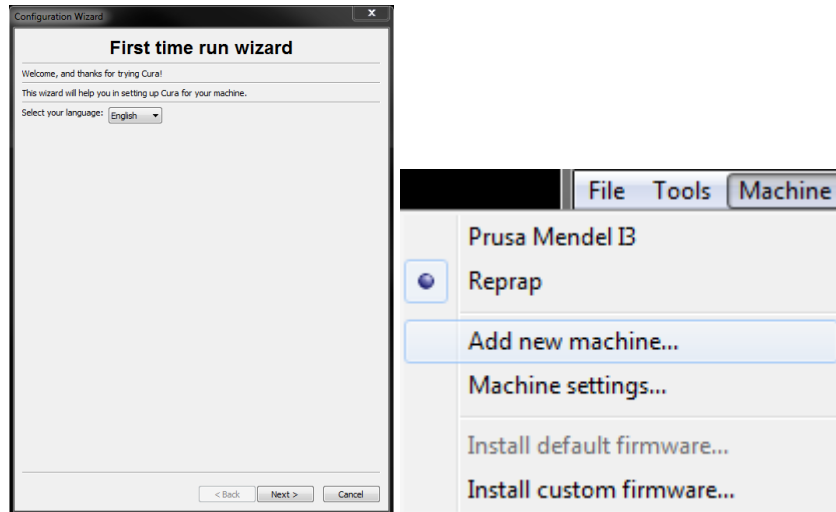 Configuration Wizard
x
First time run wizard
Welcome, and thanks for trying Cura!
This wizard will help you in setting up Cura for your machine.
Select your language: English
< Back Next > Cancel
File Tools Machine
Prusa Mendel I3
Reprap
Add new machine...
Machine settings...
Install default firmware...
Install custom firmware...